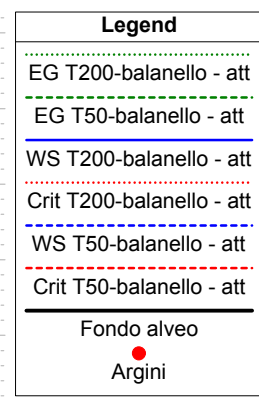 Legend
EG T200-balanello - att
EG T50-balanello - att
WS T200-balanello - att
Crit T200-balanello - att
WS T50-balanello - att
Crit T50-balanello - att
Fondo alveo
Argini